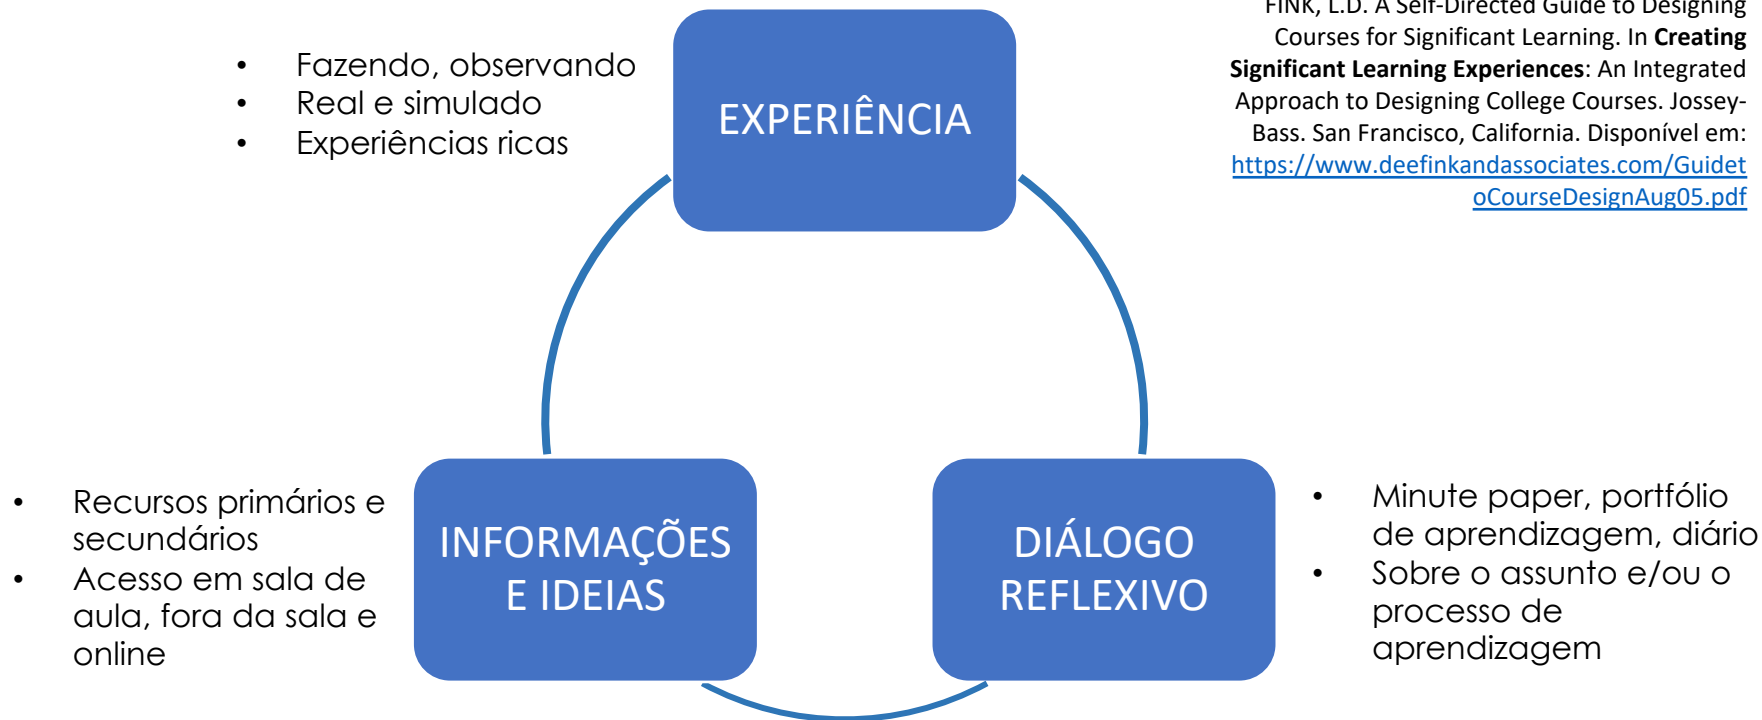 FINK, L.D. A Self-Directed Guide to Designing
Courses for Significant Learning. In Creating
Significant Learning Experiences: An Integrated
Approach to Designing College Courses. Jossey-
Bass. San Francisco, California. Disponível em:
https://www.deefinkandassociates.com/Guidet
oCourseDesignAug05.pdf
• Fazendo, observando
• Real e simulado
• Experiências ricas
EXPERIÊNCIA
• Recursos primários e
secundários
• Acesso em sala de
aula, fora da sala e
online
INFORMAÇÕES
E IDEIAS
DIÁLOGO
REFLEXIVO
• Minute paper, portfólio
de aprendizagem, diário
• Sobre o assunto e/ou o
processo de
aprendizagem